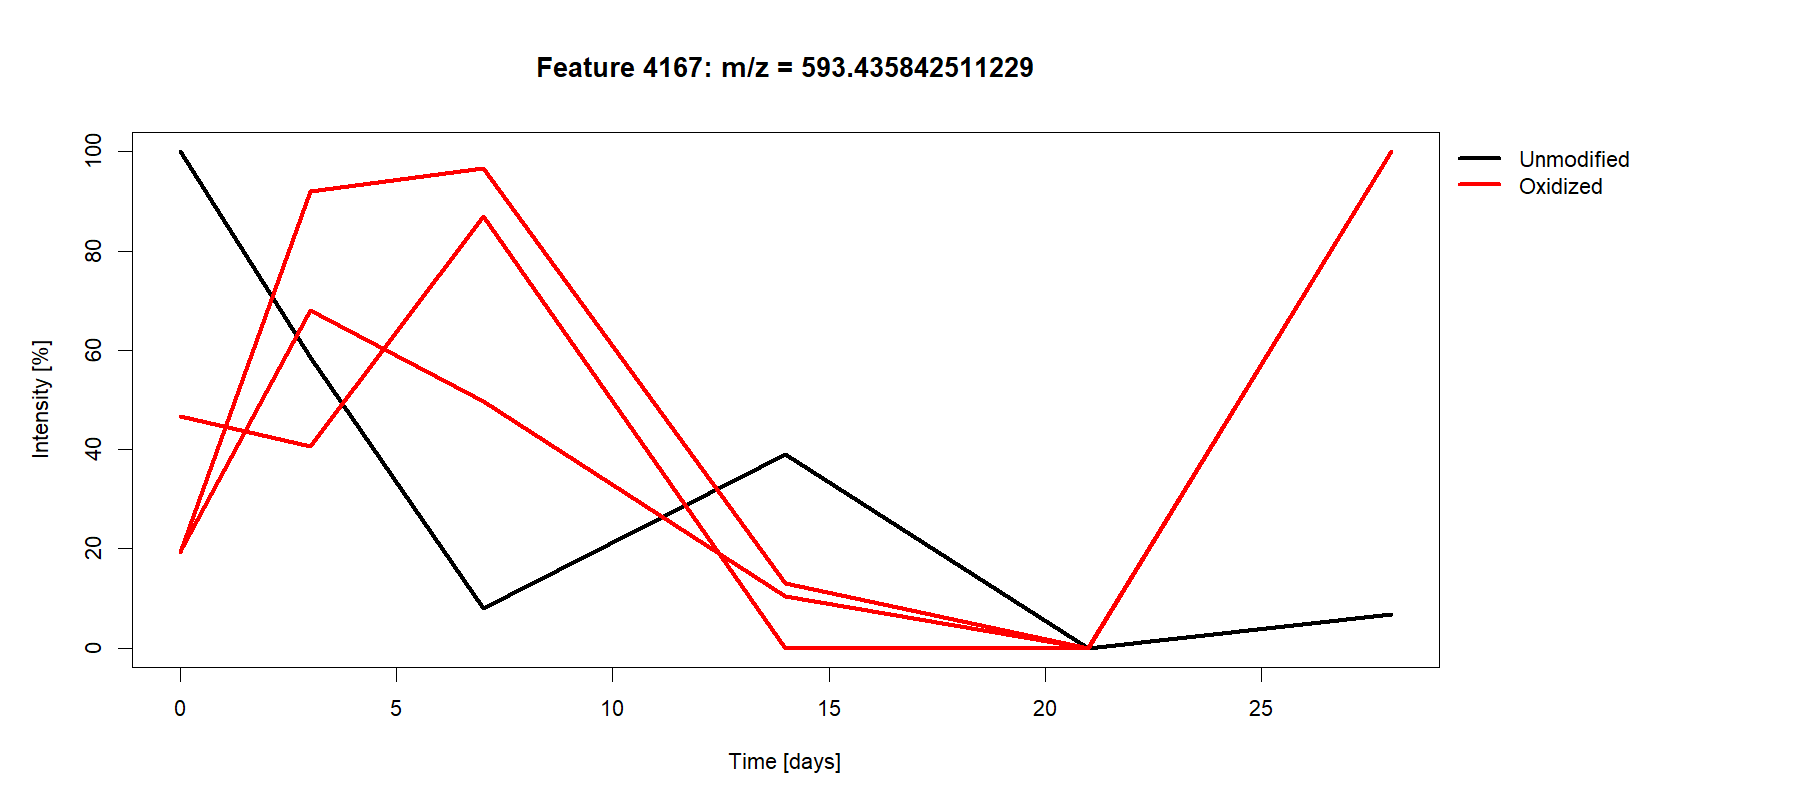 Feature 4167: m/z = 593.435842511229
Unmodified
Oxidized
Intensity [%]
100
80
60
40
20
0
0 5 10 15 20 25
Time [days]